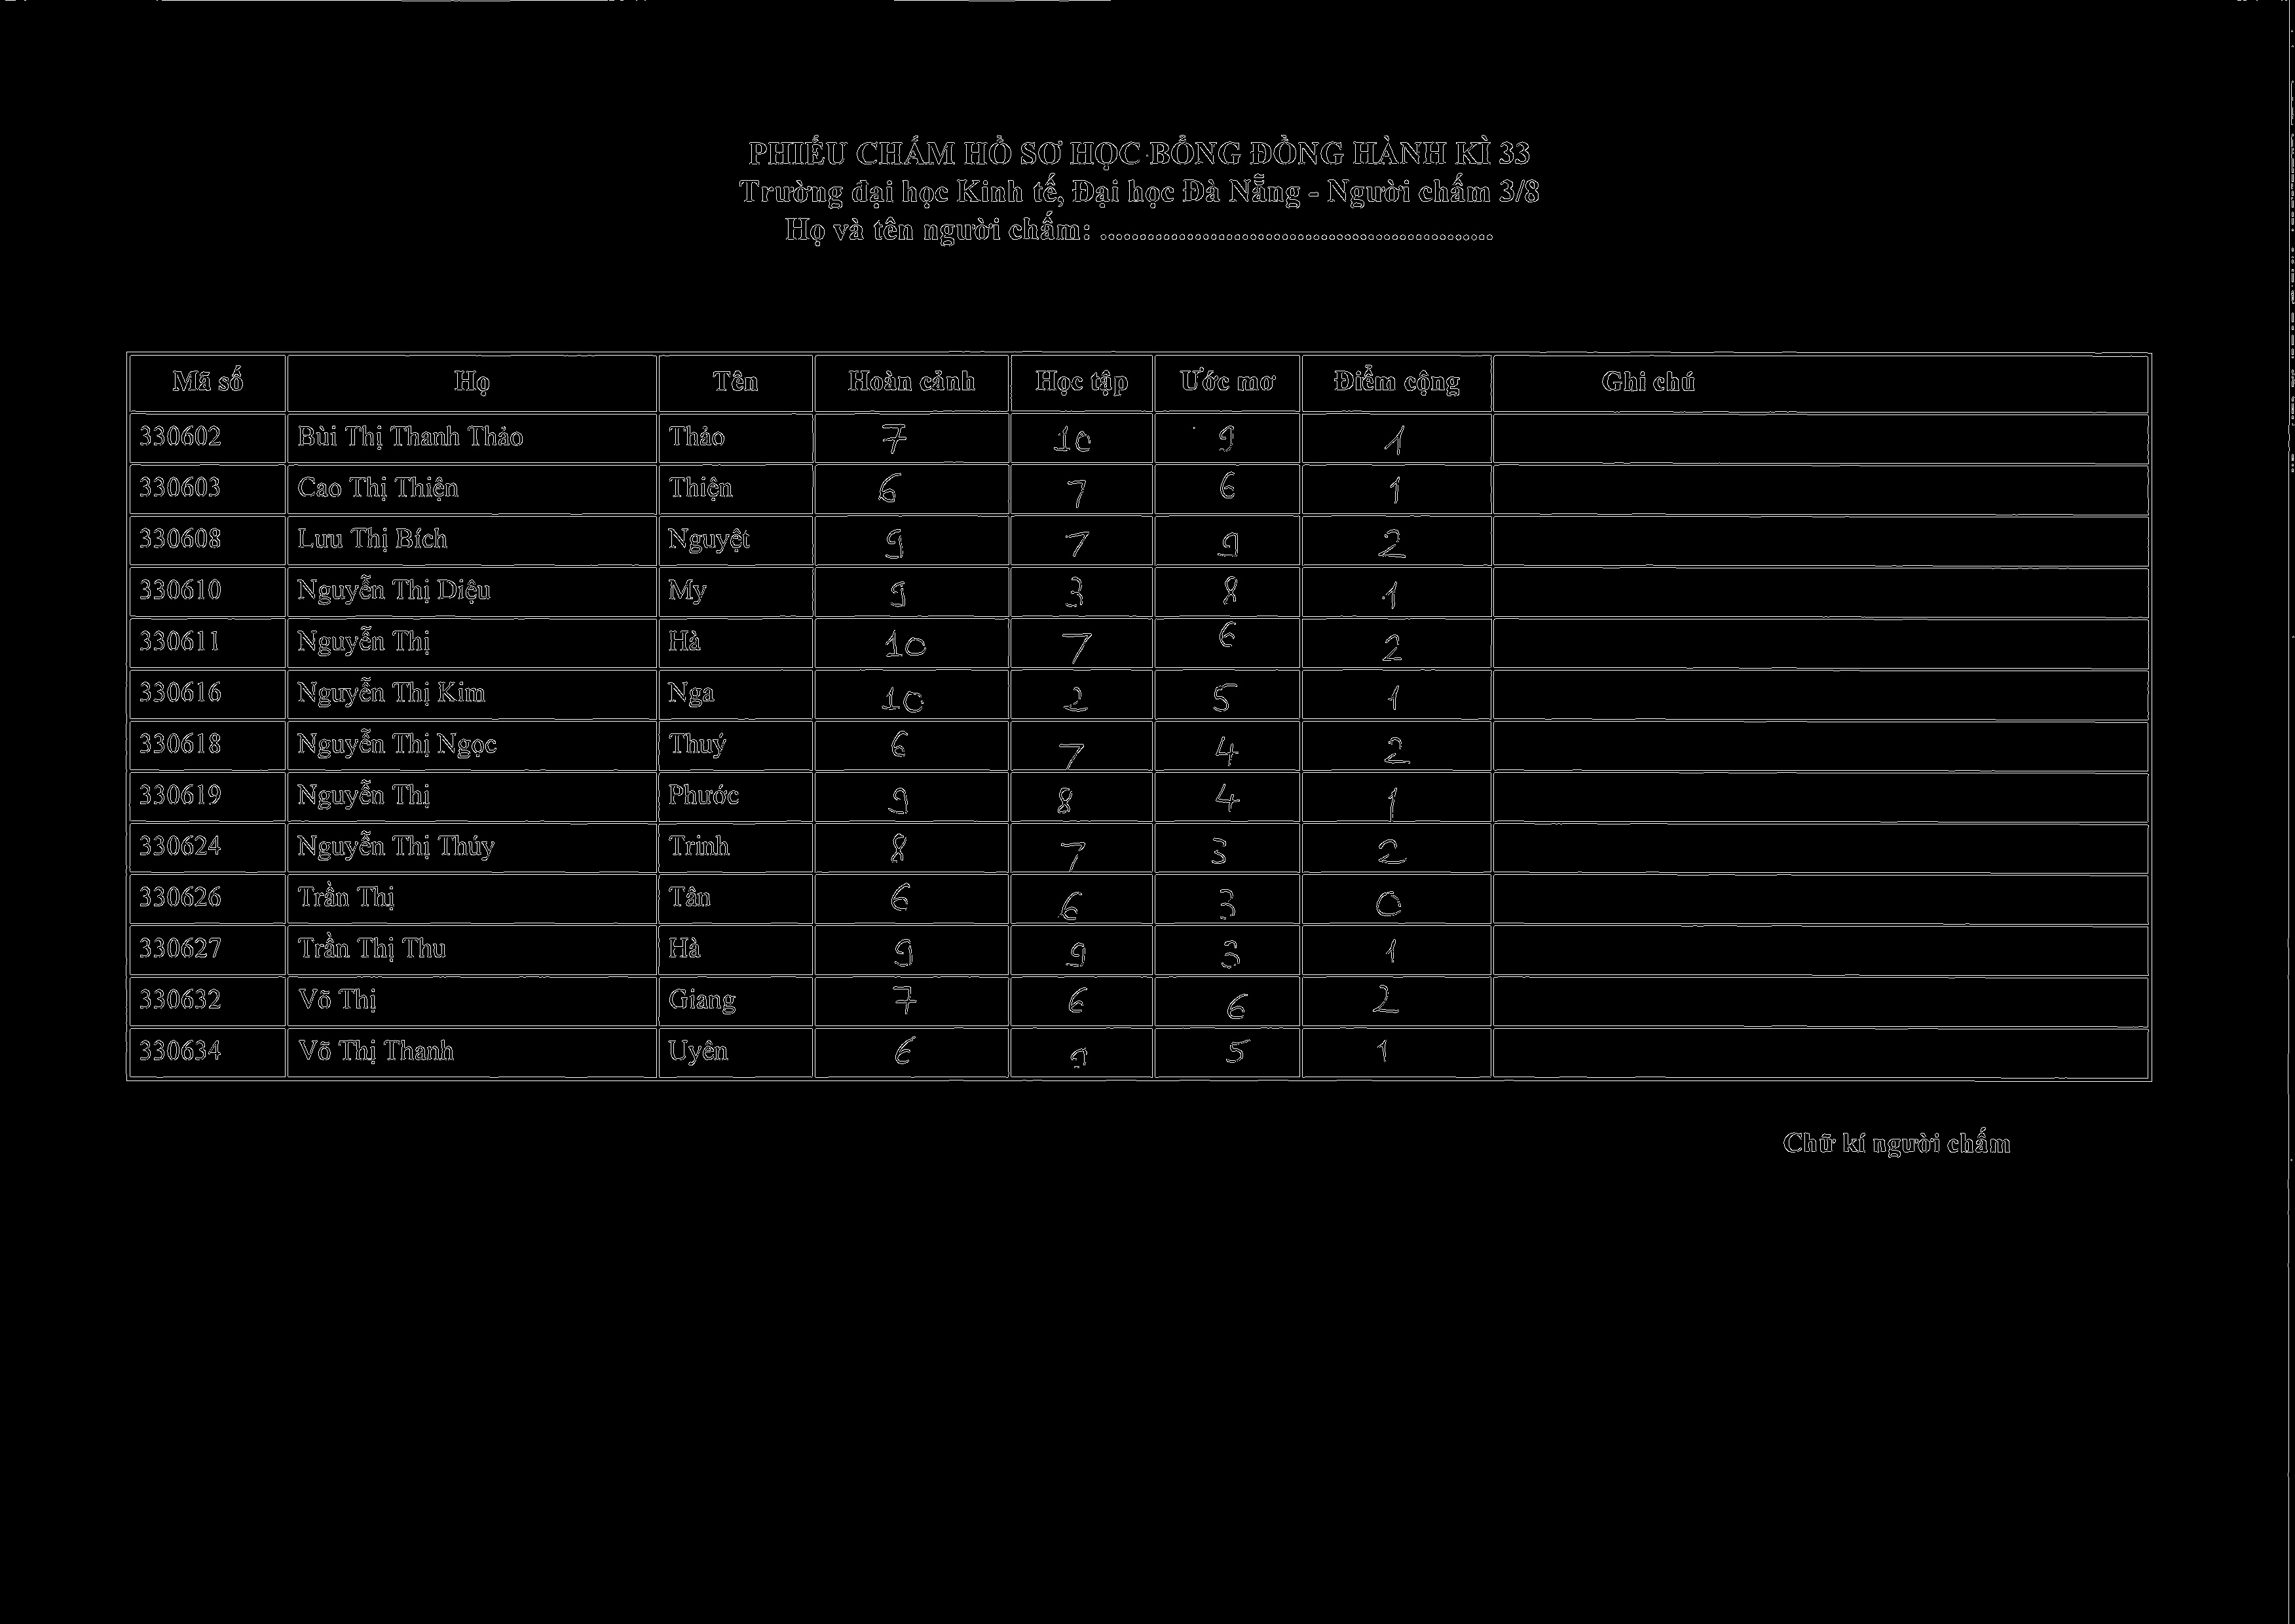 PHIẾU CHẤM HỒ SƠ HỌC BỔNG ĐỒNG HÀNH KÌ 33
Trường đại học Kinh tế, Đại học Đà Nẵng - Người chấm 3/8
Họ và tên người chấm: ..................................................
Mã số Họ Tên Hoàn cảnh Học tập Ước mơ Điểm cộng Ghi chú
330602 Bùi Thị Thanh Thảo Thảo 7 10 9 1
330603 Cao Thị Thiện Thiện 6 7 6 1
330608 Lưu Thị Bích Nguyệt 9 7 9 2
330610 Nguyễn Thị Diệu My 9 3 8 1
330611 Nguyễn Thị Hà 10 7 6 2
330616 Nguyễn Thị Kim Nga 10 2 5 1
330618 Nguyễn Thị Ngọc Thuý 6 7 4 2
330619 Nguyễn Thị Phước 9 8 4 1
330624 Nguyễn Thị Thúy Trinh 8 7 3 2
330626 Trần Thị Tân 6 6 3 0
330627 Trần Thị Thu Hà 9 9 3 1
330632 Võ Thị Giang 7 6 6 2
330634 Võ Thị Thanh Uyên 6 9 5 1
Chữ kí người chấm